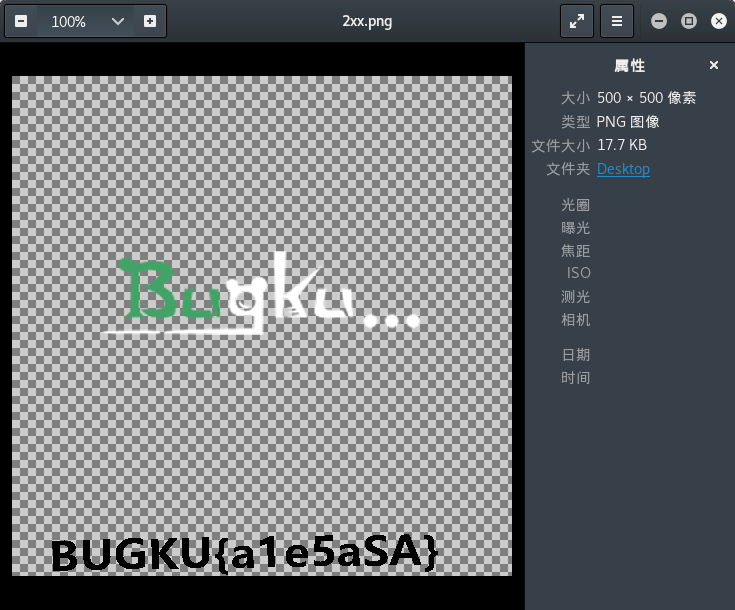 100%
2xx.png
属性
大小 500 × 500 像素
类型 PNG 图像
文件大小 17.7 KB
文件夹 Desktop
光圈
曝光
焦距
ISO
测光
相机
日期
时间
Bugku...
BUGKU{a1e5aSA}